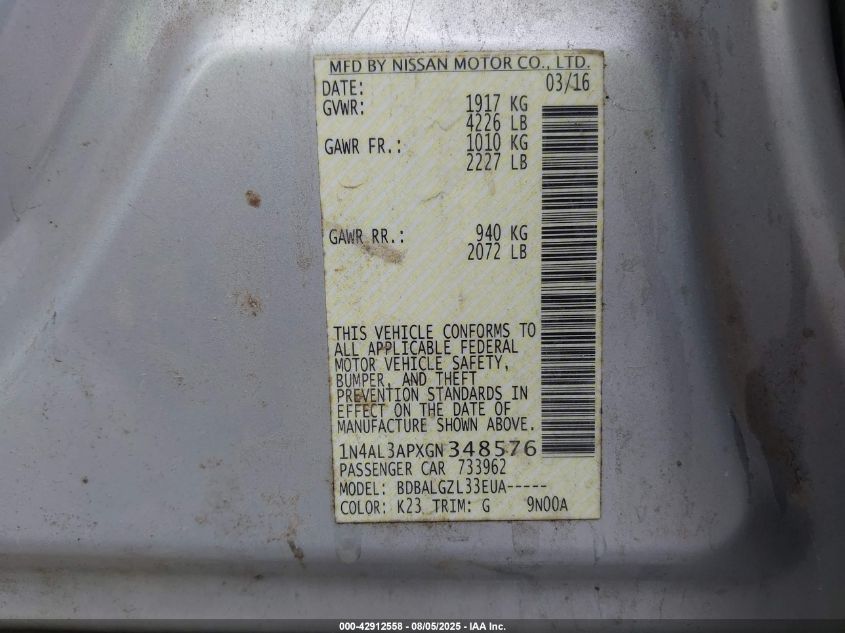 MFD BY NISSAN MOTOR CO., LTD.
DATE: 03/16
GVWR: 1917 KG
4226 LB
GAWR FR.: 1010 KG
2227 LB
GAWR RR.: 940 KG
2072 LB
THIS VEHICLE CONFORMS TO
ALL APPLICABLE FEDERAL
MOTOR VEHICLE SAFETY,
BUMPER, AND THEFT
PREVENTION STANDARDS IN
EFFECT ON THE DATE OF
MANUFACTURE SHOWN ABOVE.
1N4AL3APXGN348576
PASSENGER CAR 733962
MODEL: BDBALGZL33EUA-----
COLOR: K23 TRIM: G 9N00A
000-42912558 - 08/05/2025 - IAA Inc.